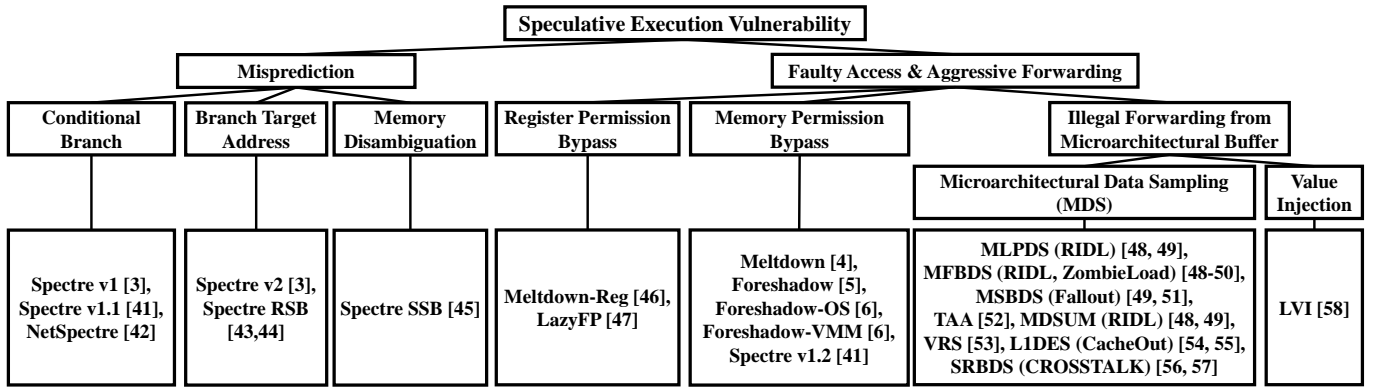 Speculative Execution Vulnerability
Misprediction
Faulty Access & Aggressive Forwarding
Conditional
Branch
Branch Target
Address
Memory
Disambiguation
Register Permission
Bypass
Memory Permission
Bypass
Illegal Forwarding from
Microarchitectural Buffer
Microarchitectural Data Sampling
(MDS)
Value
Injection
Spectre v1 [3],
Spectre v1.1 [41],
NetSpectre [42]
Spectre v2 [3],
Spectre RSB
[43,44]
Spectre SSB [45]
Meltdown-Reg [46],
LazyFP [47]
Meltdown [4],
Foreshadow [5],
Foreshadow-OS [6],
Foreshadow-VMM [6],
Spectre v1.2 [41]
MLPDS (RIDL) [48, 49],
MFBDS (RIDL, ZombieLoad) [48-50],
MSBDS (Fallout) [49, 51],
TAA [52], MDSUM (RIDL) [48, 49],
VRS [53], L1DES (CacheOut) [54, 55],
SRBDS (CROSSTALK) [56, 57]
LVI [58]